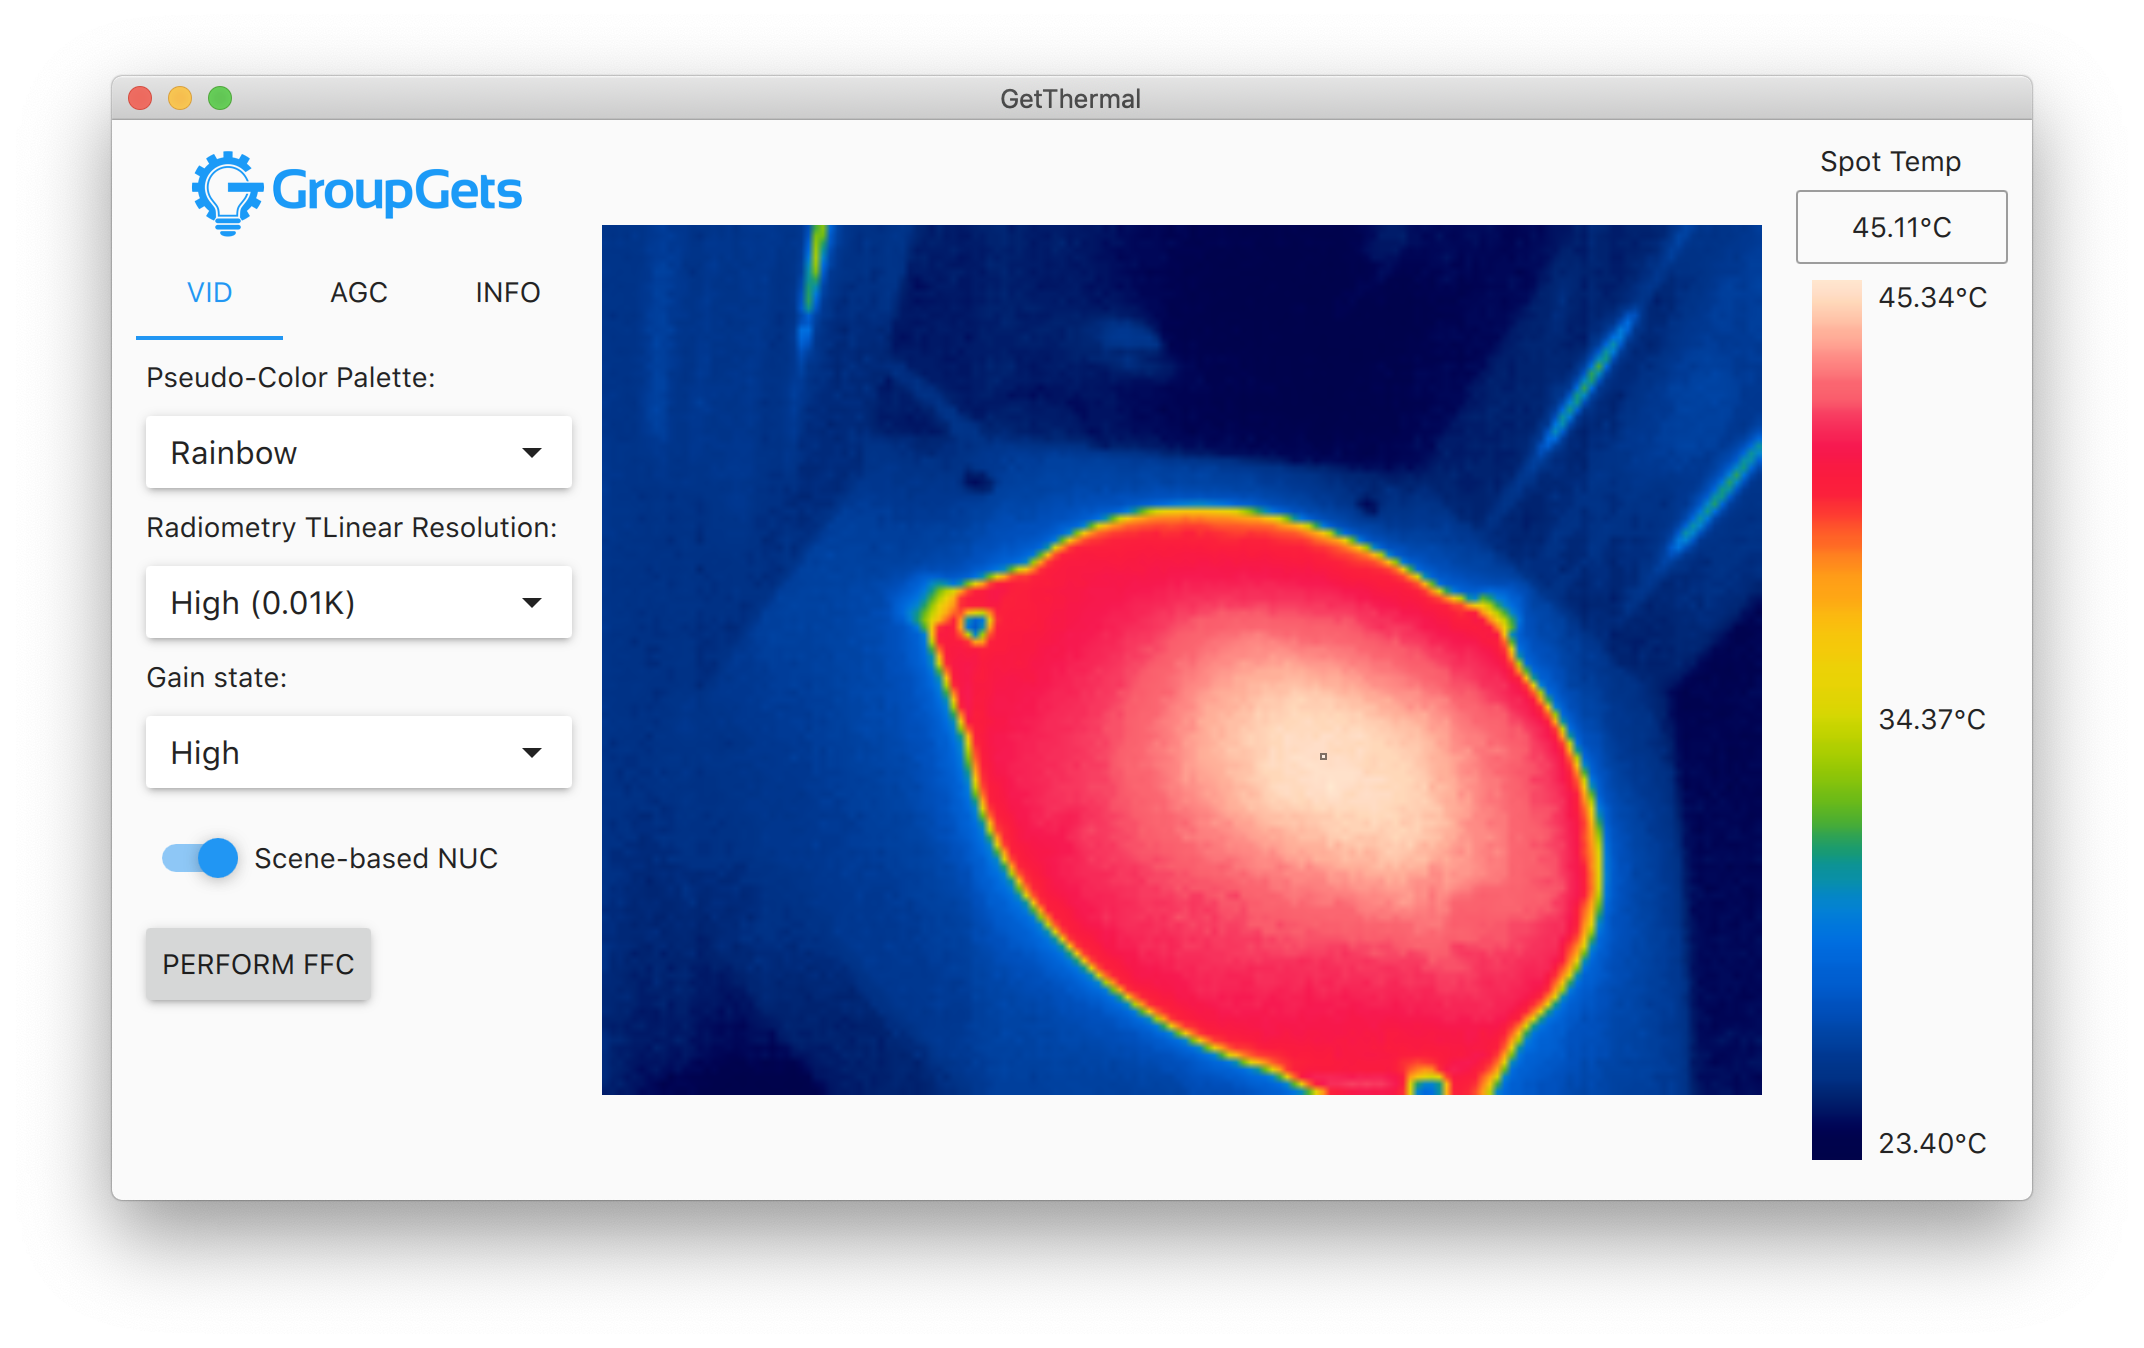 GetThermal
GroupGets
VID AGC INFO
Pseudo-Color Palette:
Rainbow
Radiometry TLinear Resolution:
High (0.01K)
Gain state:
High
Scene-based NUC
PERFORM FFC
Spot Temp
45.11°C
45.34°C
34.37°C
23.40°C